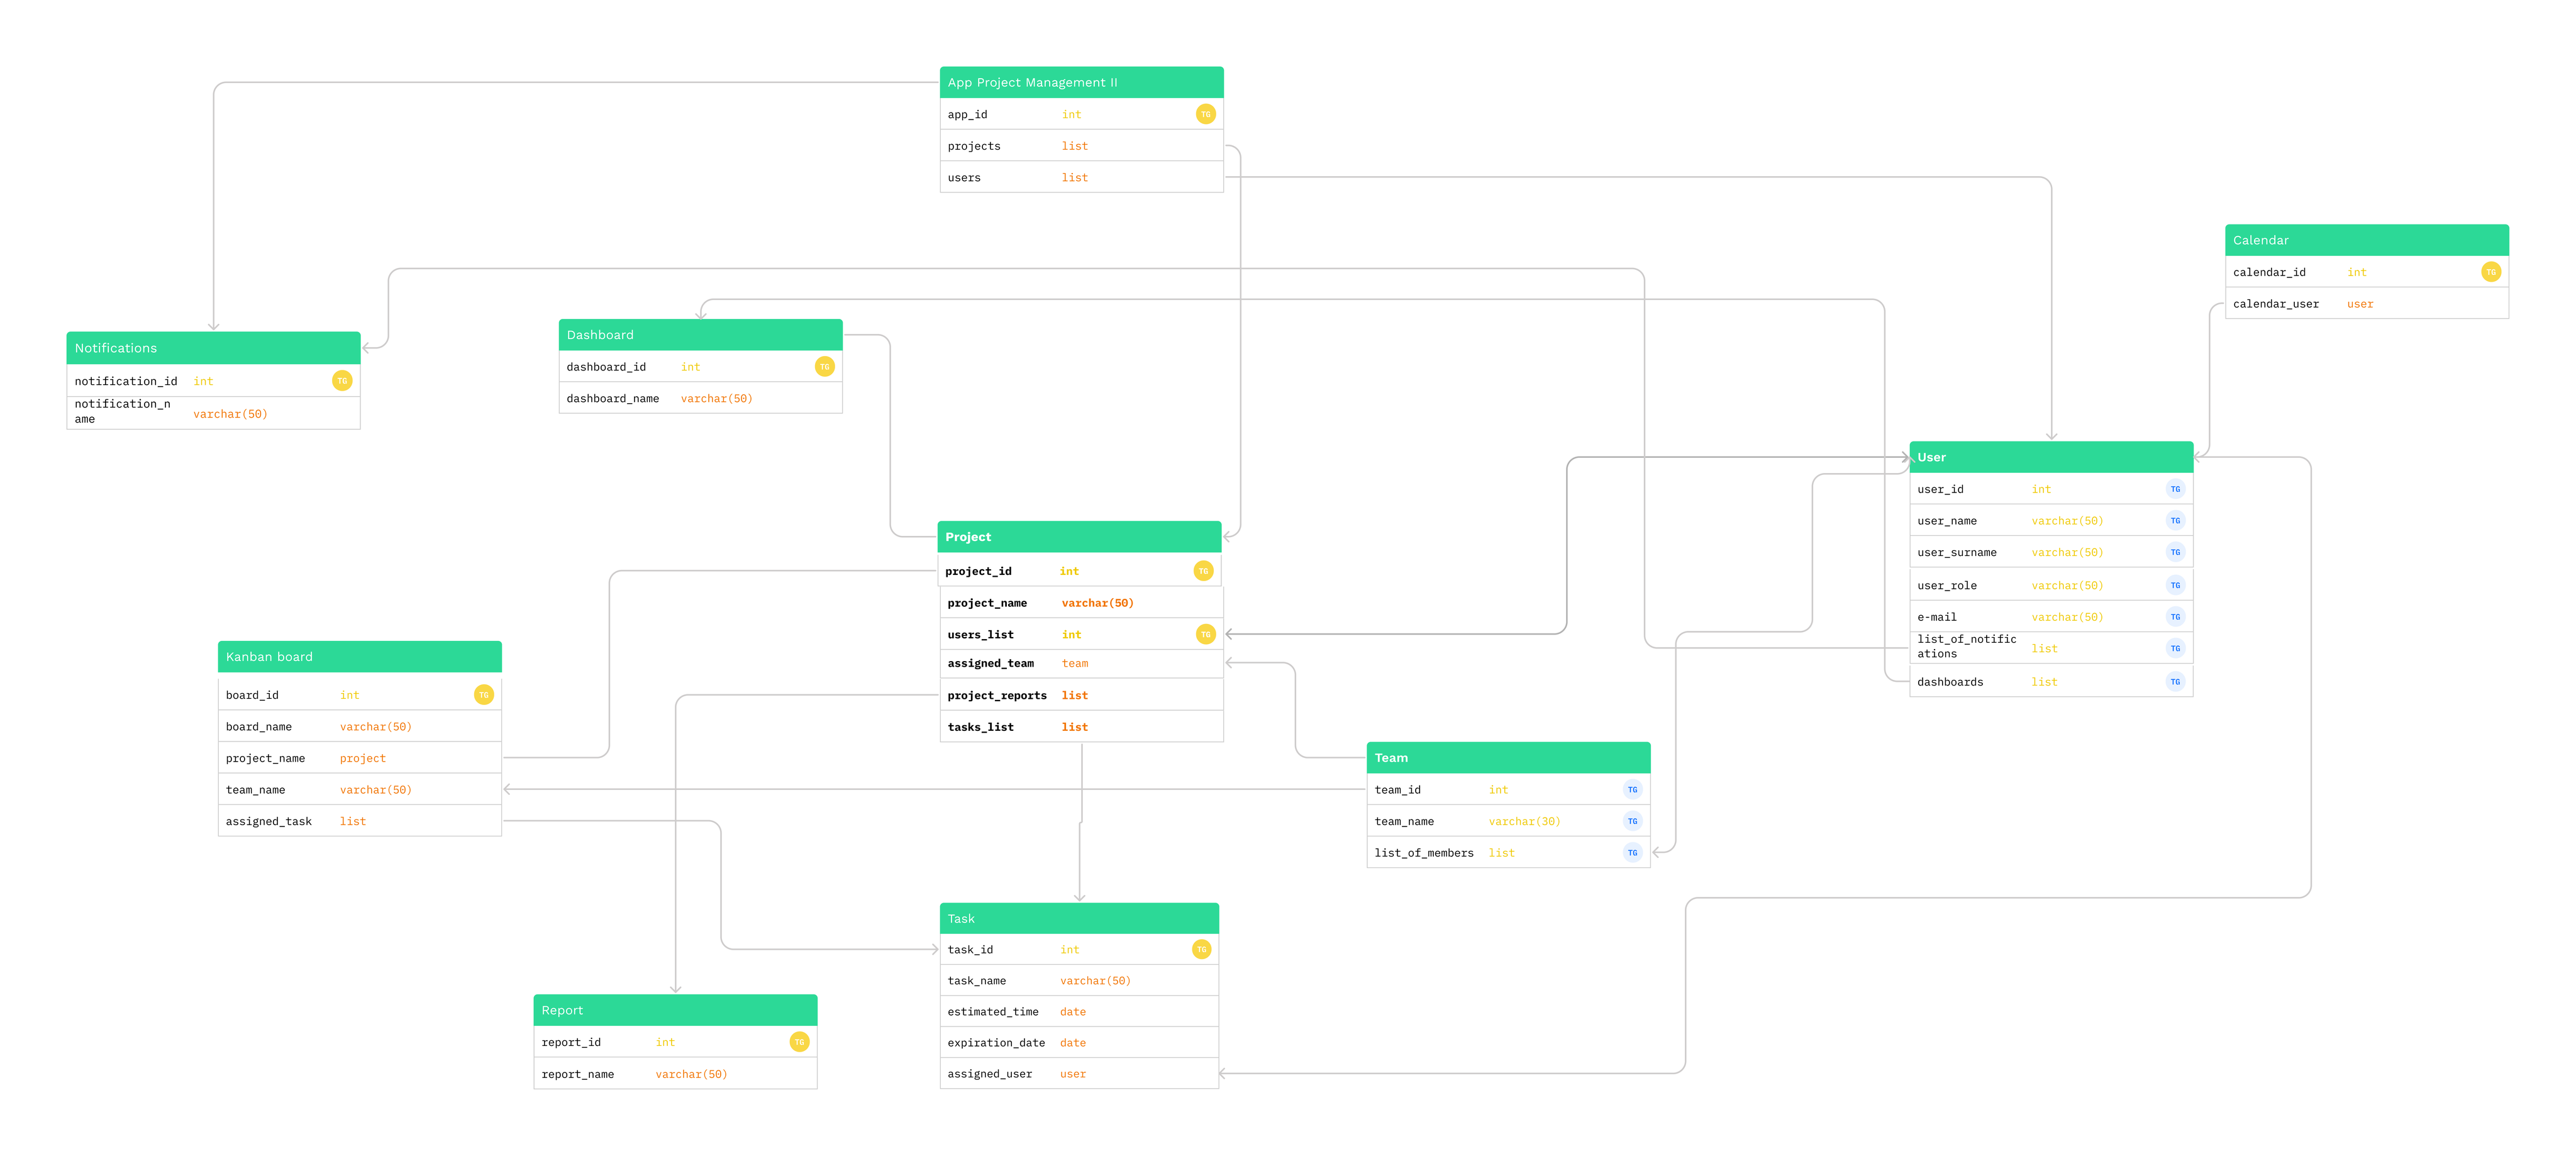 App Project Management II
app_id int TG
projects list
users list
Calendar
calendar_id int TG
calendar_user user
Notifications
notification_id int TG
notification_n
ame varchar(50)
Dashboard
dashboard_id int TG
dashboard_name varchar(50)
User
user_id int TG
user_name varchar(50) TG
user_surname varchar(50) TG
user_role varchar(50) TG
e-mail varchar(50) TG
list_of_notific
ations list TG
dashboards list TG
Project
project_id int TG
project_name varchar(50)
users_list int TG
assigned_team team
project_reports list
tasks_list list
Kanban board
board_id int TG
board_name varchar(50)
project_name project
team_name varchar(50)
assigned_task list
Team
team_id int TG
team_name varchar(30) TG
list_of_members list TG
Task
task_id int TG
task_name varchar(50)
estimated_time date
expiration_date date
assigned_user user
Report
report_id int TG
report_name varchar(50)